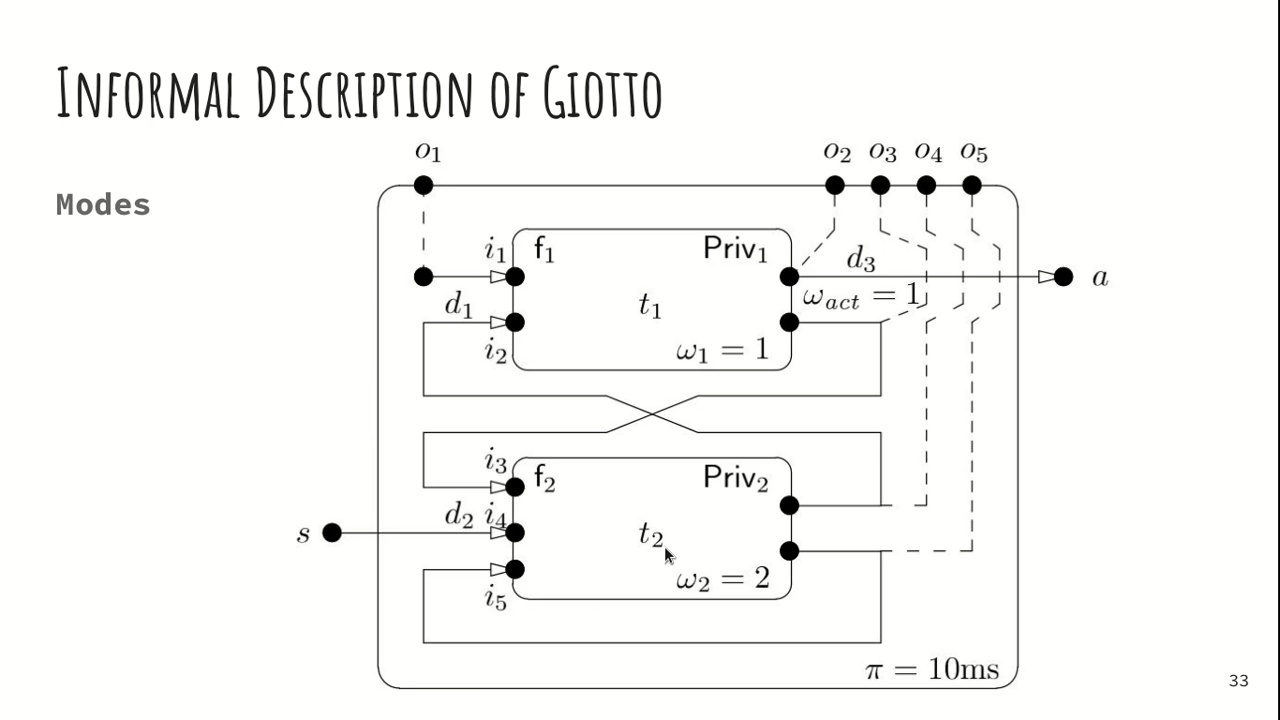 Informal Description of Giotto
Modes
o₁
o₂ o₃ o₄ o₅
i₁ f₁ Priv₁
d₃
a
d₁ t₁ ω_act = 1
i₂ ω₁ = 1
i₃ f₂ Priv₂
s d₂ i₄ t₂
i₅ ω₂ = 2
π = 10ms
33